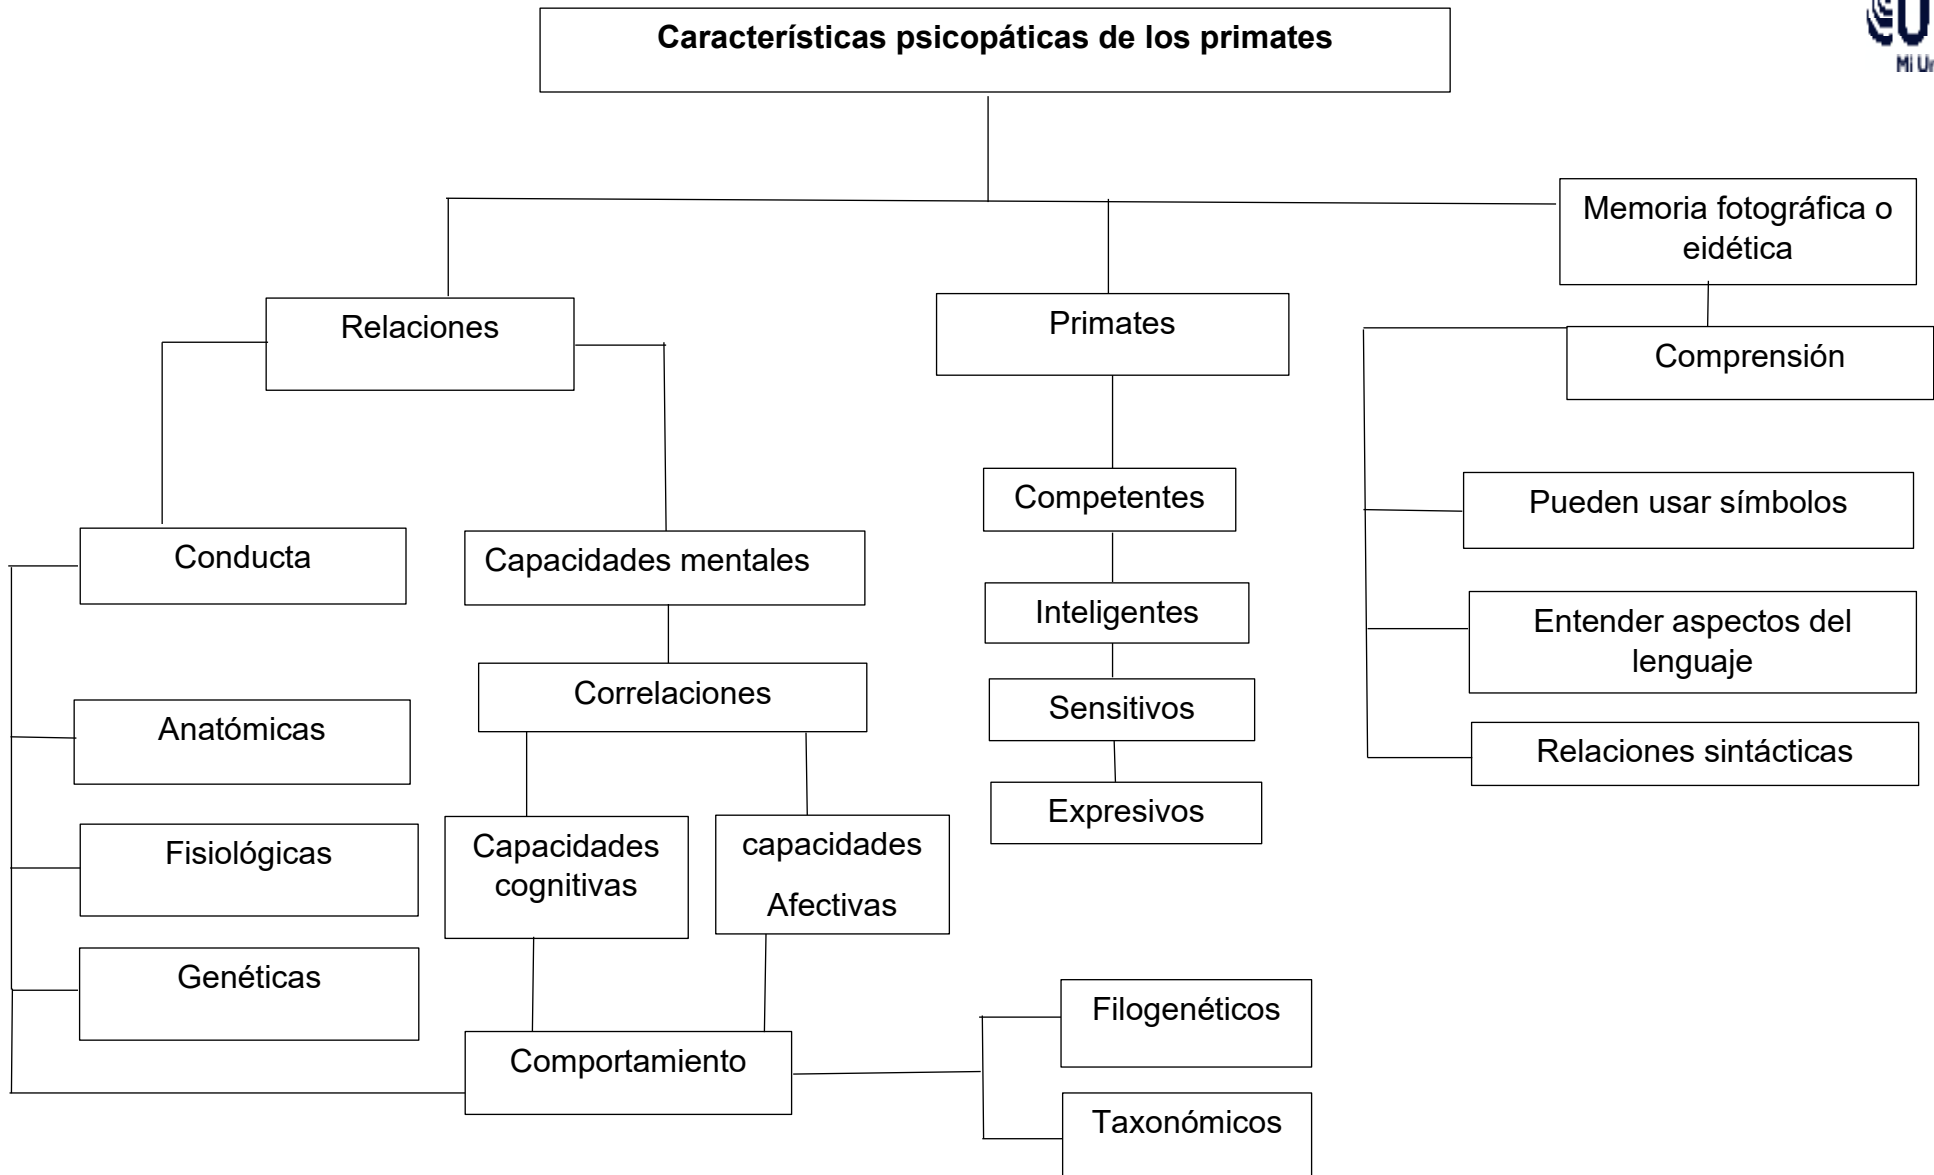 Características psicopáticas de los primates
Mi Un
Memoria fotográfica o
eidética
Relaciones
Primates
Comprensión
Conducta
Capacidades mentales
Competentes
Pueden usar símbolos
Inteligentes
Entender aspectos del
lenguaje
Anatómicas
Correlaciones
Sensitivos
Relaciones sintácticas
Expresivos
Fisiológicas
Capacidades
cognitivas
capacidades
Afectivas
Genéticas
Comportamiento
Filogenéticos
Taxonómicos